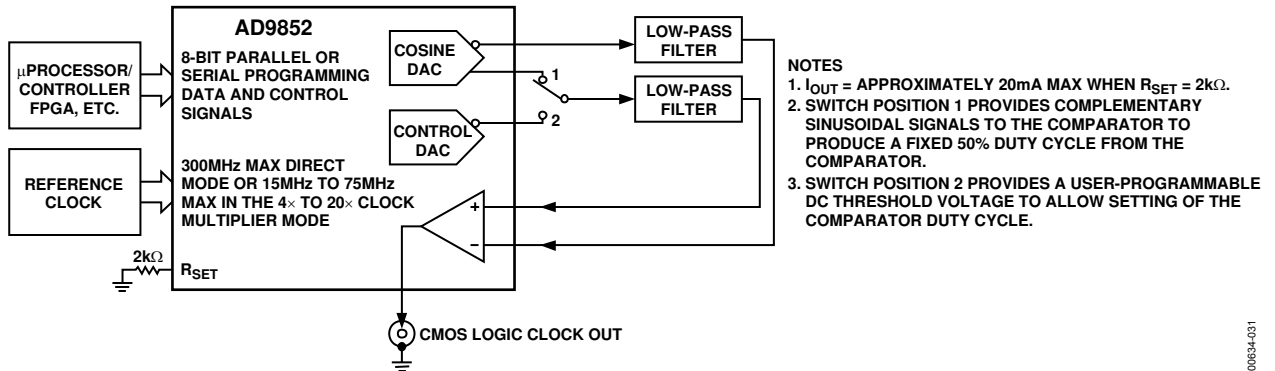 AD9852
μPROCESSOR/
CONTROLLER
FPGA, ETC.
8-BIT PARALLEL OR
SERIAL PROGRAMMING
DATA AND CONTROL
SIGNALS
COSINE
DAC
CONTROL
DAC
1
2
LOW-PASS
FILTER
LOW-PASS
FILTER
REFERENCE
CLOCK
300MHz MAX DIRECT
MODE OR 15MHz TO 75MHz
MAX IN THE 4× TO 20× CLOCK
MULTIPLIER MODE
+
–
2kΩ
RSET
CMOS LOGIC CLOCK OUT
NOTES
1. IOUT = APPROXIMATELY 20mA MAX WHEN RSET = 2kΩ.
2. SWITCH POSITION 1 PROVIDES COMPLEMENTARY
SINUSOIDAL SIGNALS TO THE COMPARATOR TO
PRODUCE A FIXED 50% DUTY CYCLE FROM THE
COMPARATOR.
3. SWITCH POSITION 2 PROVIDES A USER-PROGRAMMABLE
DC THRESHOLD VOLTAGE TO ALLOW SETTING OF THE
COMPARATOR DUTY CYCLE.
00634-031